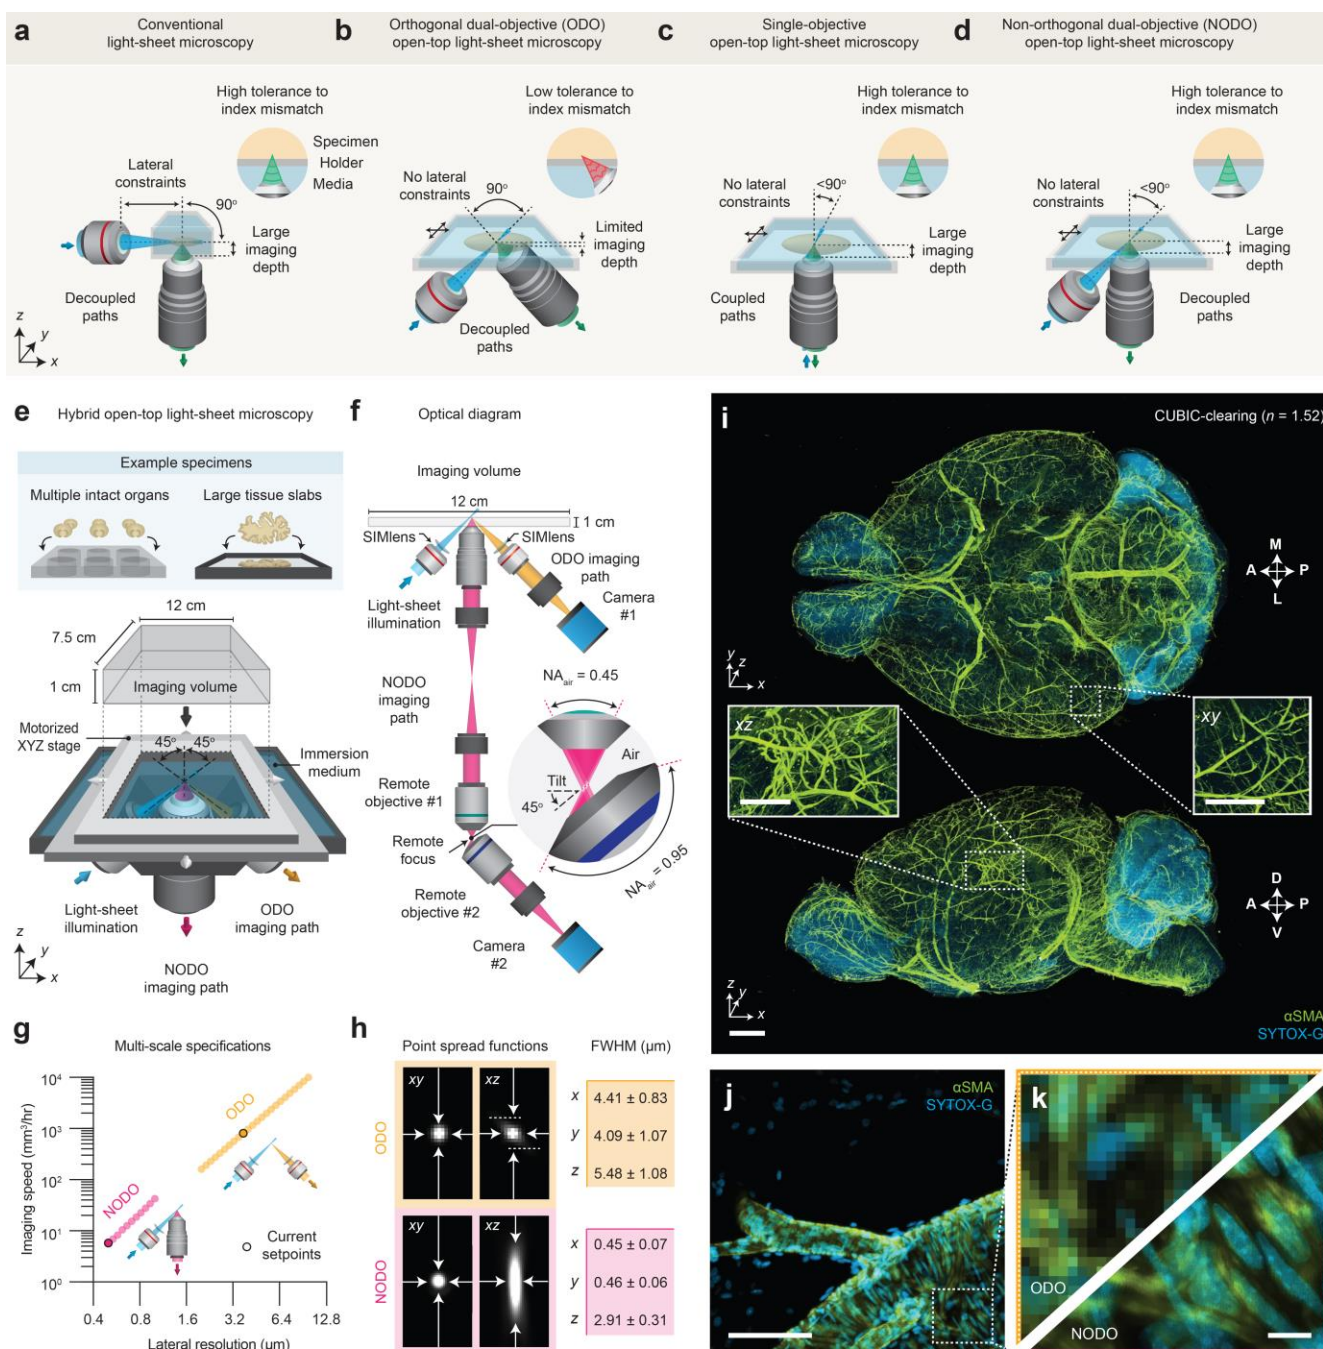 a
Conventional
light-sheet microscopy
b
Orthogonal dual-objective (ODO)
open-top light-sheet microscopy
c
Single-objective
open-top light-sheet microscopy
d
Non-orthogonal dual-objective (NODO)
open-top light-sheet microscopy
High tolerance to
index mismatch
Specimen
Holder
Media
Lateral
constraints
90°
Large
imaging
depth
Decoupled
paths
z
y
x
Low tolerance to
index mismatch
No lateral
constraints
90°
Limited
imaging
depth
Decoupled
paths
High tolerance to
index mismatch
No lateral
constraints
<90°
Large
imaging
depth
Coupled
paths
High tolerance to
index mismatch
No lateral
constraints
<90°
Large
imaging
depth
Decoupled
paths
e
Hybrid open-top light-sheet microscopy
Example specimens
Multiple intact organs
Large tissue slabs
12 cm
7.5 cm
1 cm
Imaging volume
Motorized
XYZ stage
45°
45°
Immersion
medium
Light-sheet
illumination
ODO
imaging path
NODO
imaging path
z
y
x
f
Optical diagram
Imaging volume
12 cm
1 cm
SIMlens
SIMlens
ODO imaging
path
Light-sheet
illumination
Camera
#1
NODO
imaging
path
NAair = 0.45
Air
Tilt
45°
NAair = 0.95
Remote
objective #1
Remote
focus
Remote
objective #2
Camera
#2
g
Multi-scale specifications
Imaging speed (mm³/hr)
10⁴
10³
10²
10¹
10⁰
ODO
NODO
Current
setpoints
0.4
0.8
1.6
3.2
6.4
12.8
Lateral resolution (μm)
h
Point spread functions
FWHM (μm)
ODO
xy
xz
x 4.41 ± 0.83
y 4.09 ± 1.07
z 5.48 ± 1.08
NODO
xy
xz
x 0.45 ± 0.07
y 0.46 ± 0.06
z 2.91 ± 0.31
i
CUBIC-clearing (n = 1.52)
M
A P
L
y
z
x
xz
xy
D
A P
V
z
y
x
αSMA
SYTOX-G
j
αSMA
SYTOX-G
k
ODO
NODO